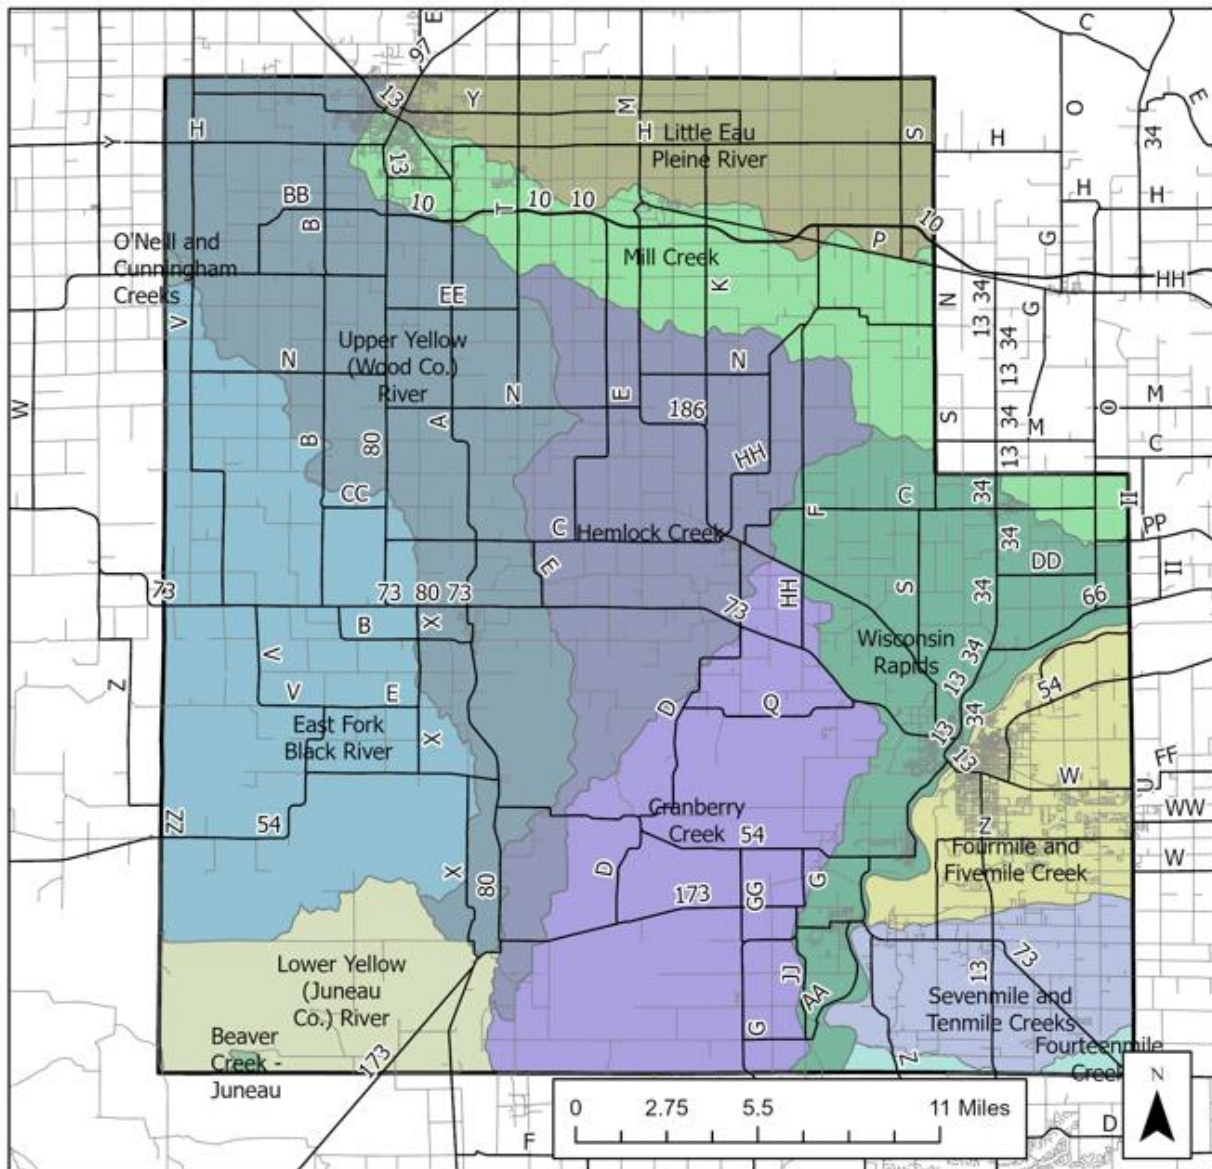 E
C
97
13
Y
M
O
E
34
H
H
Little Eau
Pleine River
S
H
Y
13
BB
B
10
T
10
10
H
H
10
P
G
O'Neill and
Cunningham
Creeks
Mill Creek
K
HH
EE
N
34
G
V
13
34
Upper Yellow
(Wood Co.)
River
N
N
N
13
W
A
E
186
S
34
M
O
M
B
80
HH
13
C
CC
C
34
II
F
C
Hemlock Creek
34
PP
E
DD
II
73
73
80
73
HH
S
34
66
73
B
X
Wisconsin
Rapids
V
34
Z
V
E
13
54
D
Q
34
East Fork
Black River
X
13
13
FF
W
U
Cranberry
Creek
WW
ZZ
54
54
Z
Fourmile and
Fivemile Creek
W
X
80
D
173
GG
G
Lower Yellow
(Juneau
Co.) River
JJ
13
73
AA
Sevenmile and
Tenmile Creeks
Beaver
Creek -
Juneau
G
Z
Fourteenmile
Creek
173
N
0
2.75
5.5
11 Miles
F
D